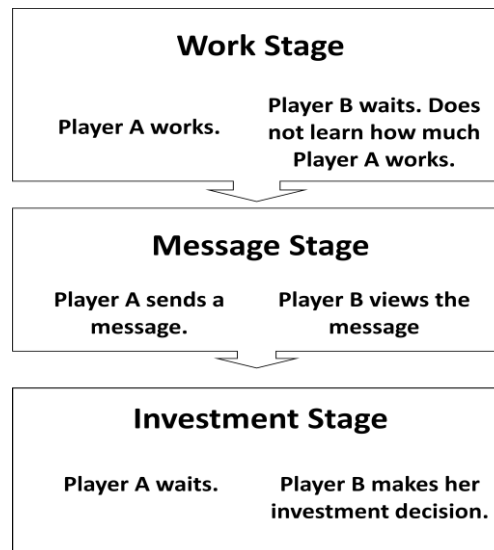 Work Stage
Player A works.
Player B waits. Does
not learn how much
Player A works.
Message Stage
Player A sends a
message.
Player B views the
message
Investment Stage
Player A waits.
Player B makes her
investment decision.